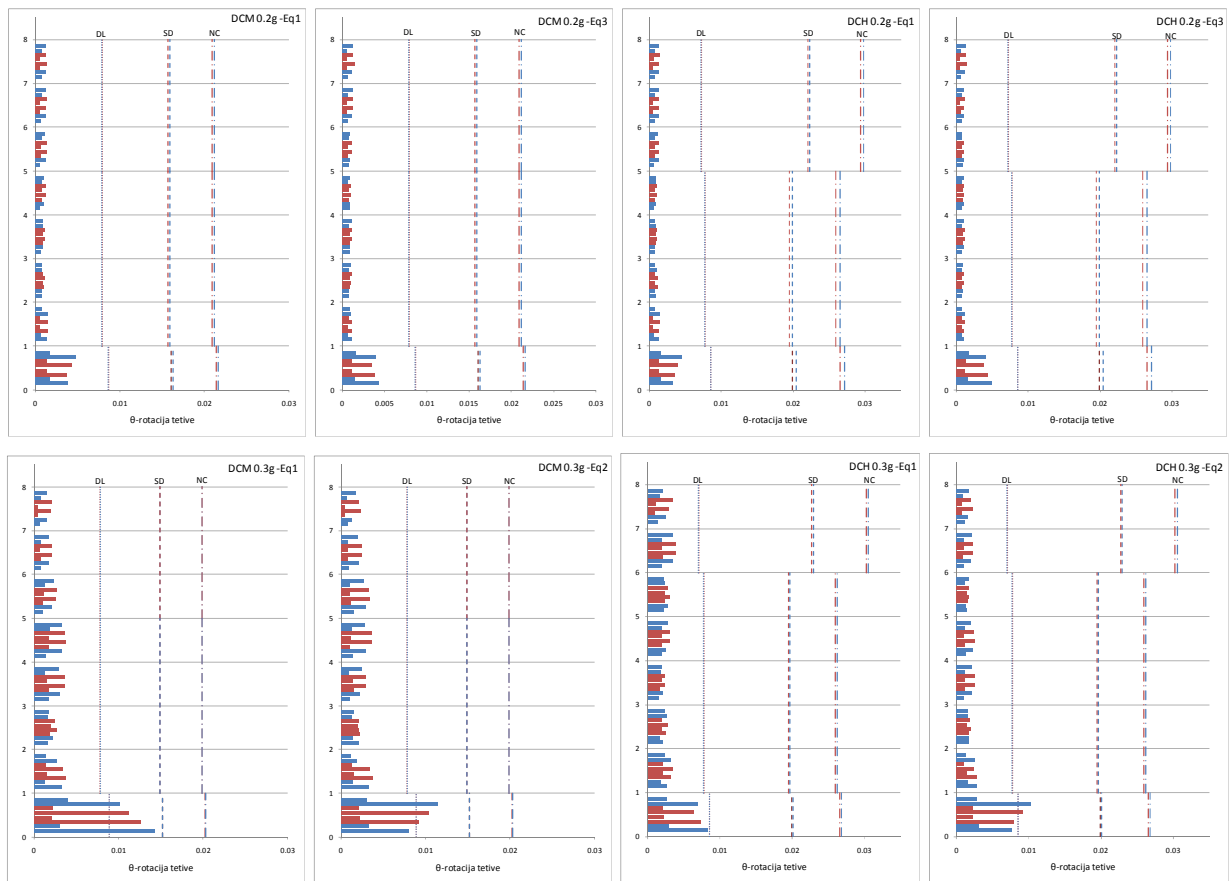 DCM 0.2g -Eq1
DL SD NC
8
7
6
5
4
3
2
1
0
0 0.01 0.02 0.03
θ-rotacija tetive
DCM 0.2g -Eq3
DL SD NC
8
7
6
5
4
3
2
1
0
0 0.005 0.01 0.015 0.02 0.025 0.03
θ-rotacija tetive
DCH 0.2g -Eq1
DL SD NC
8
7
6
5
4
3
2
1
0
0 0.01 0.02 0.03
θ-rotacija tetive
DCH 0.2g -Eq3
DL SD NC
8
7
6
5
4
3
2
1
0
0 0.01 0.02 0.03
θ-rotacija tetive
DCM 0.3g -Eq1
DL SD NC
8
7
6
5
4
3
2
1
0
0 0.01 0.02 0.03
θ-rotacija tetive
DCM 0.3g -Eq2
DL SD NC
8
7
6
5
4
3
2
1
0
0 0.01 0.02 0.03
θ-rotacija tetive
DCH 0.3g -Eq1
DL SD NC
8
7
6
5
4
3
2
1
0
0 0.01 0.02 0.03
θ-rotacija tetive
DCH 0.3g -Eq2
DL SD NC
8
7
6
5
4
3
2
1
0
0 0.01 0.02 0.03
θ-rotacija tetive